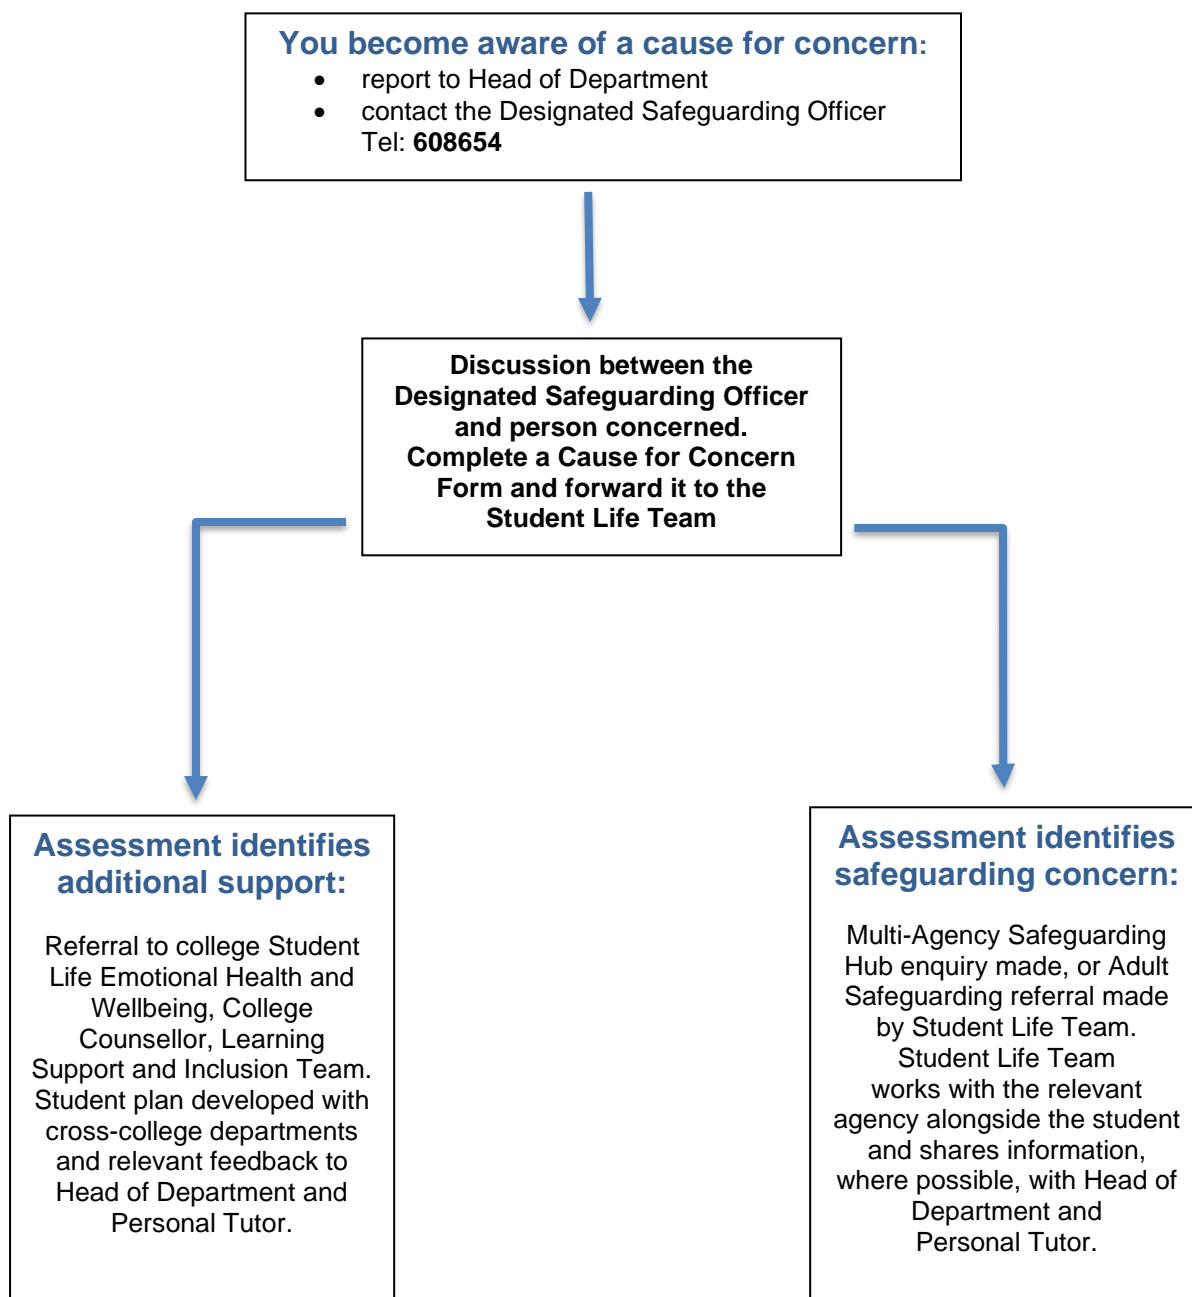 You become aware of a cause for concern:
• report to Head of Department
• contact the Designated Safeguarding Officer
Tel: 608654
Discussion between the
Designated Safeguarding Officer
and person concerned.
Complete a Cause for Concern
Form and forward it to the
Student Life Team
Assessment identifies
additional support:
Referral to college Student
Life Emotional Health and
Wellbeing, College
Counsellor, Learning
Support and Inclusion Team.
Student plan developed with
cross-college departments
and relevant feedback to
Head of Department and
Personal Tutor.
Assessment identifies
safeguarding concern:
Multi-Agency Safeguarding
Hub enquiry made, or Adult
Safeguarding referral made
by Student Life Team.
Student Life Team
works with the relevant
agency alongside the student
and shares information,
where possible, with Head of
Department and
Personal Tutor.